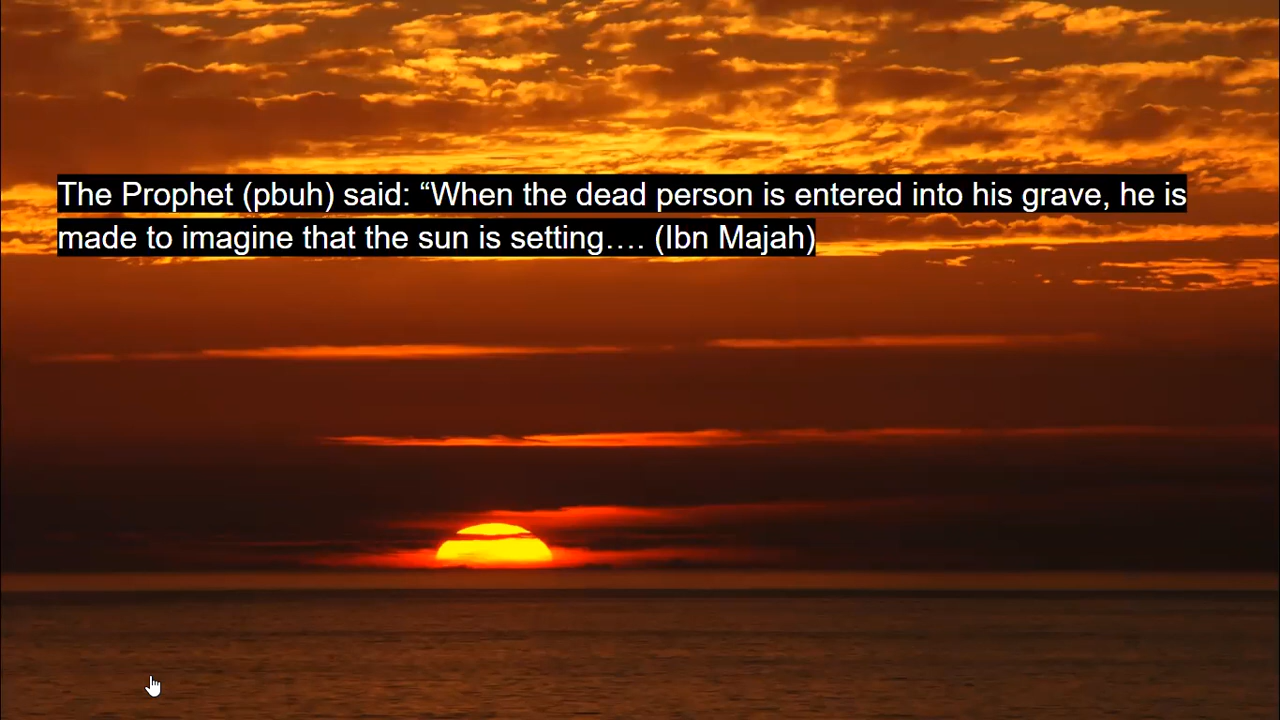 The Prophet (pbuh) said: “When the dead person is entered into his grave, he is
made to imagine that the sun is setting…. (Ibn Majah)